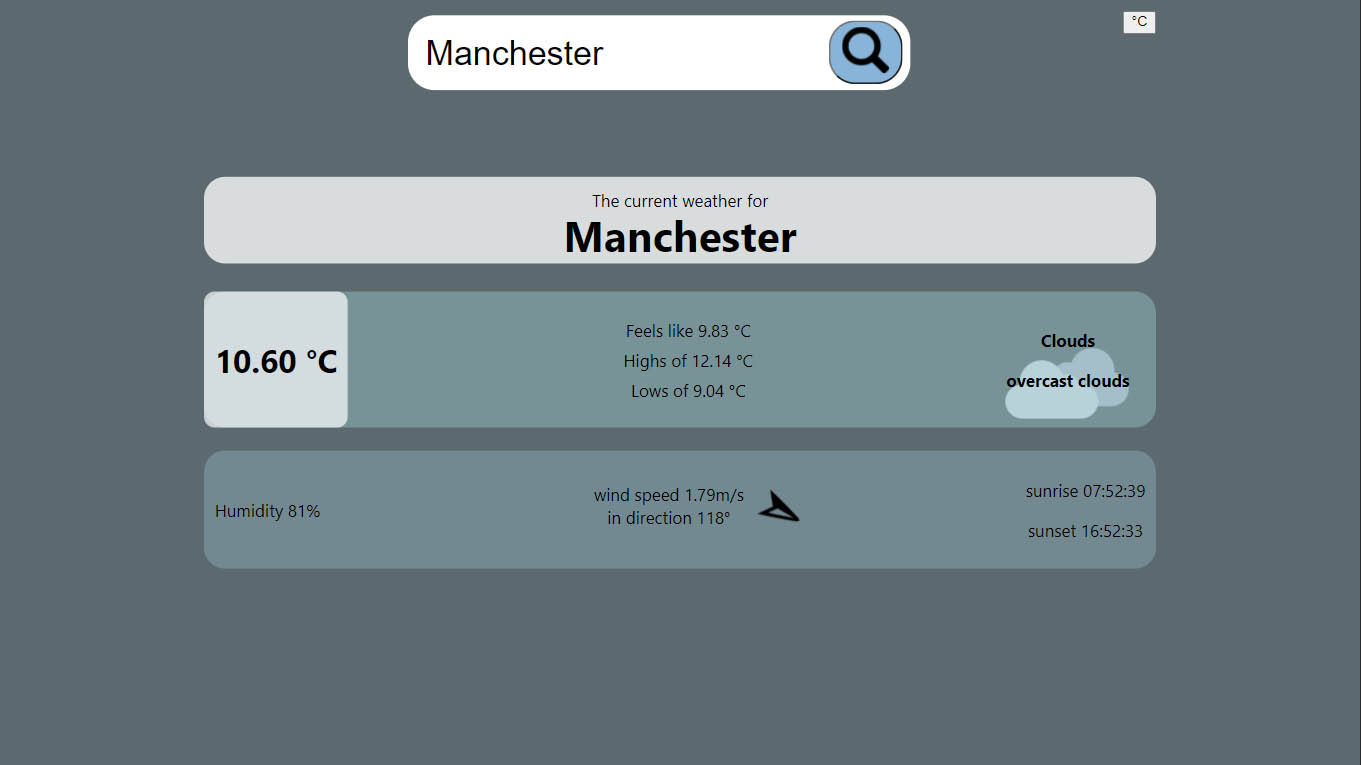 Manchester
°C
The current weather for
Manchester
10.60 °C
Feels like 9.83 °C
Highs of 12.14 °C
Lows of 9.04 °C
Clouds
overcast clouds
Humidity 81%
wind speed 1.79m/s
in direction 118°
sunrise 07:52:39
sunset 16:52:33